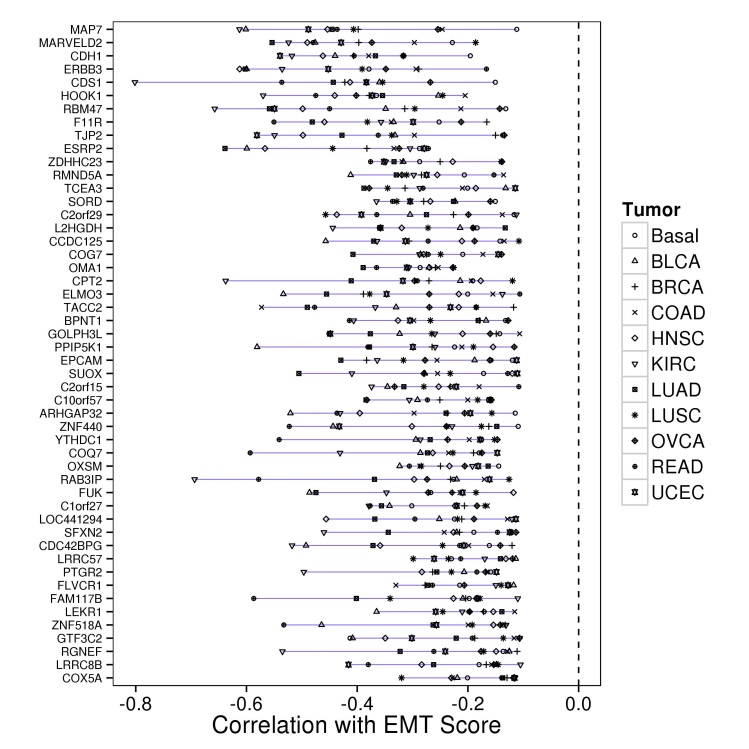 MAP7
MARVELD2
CDH1
ERBB3
CDS1
HOOK1
RBM47
F11R
TJP2
ESRP2
ZDHHC23
RMND5A
TCEA3
SORD
C2orf29
L2HGDH
CCDC125
COG7
OMA1
CPT2
ELMO3
TACC2
BPNT1
GOLPH3L
PPIP5K1
EPCAM
SUOX
C2orf15
C10orf57
ARHGAP32
ZNF440
YTHDC1
COQ7
OXSM
RAB3IP
FUK
C1orf27
LOC441294
SFXN2
CDC42BPG
LRRC57
PTGR2
FLVCR1
FAM117B
LEKR1
ZNF518A
GTF3C2
RGNEF
LRRC8B
COX5A
-0.8 -0.6 -0.4 -0.2 0.0
Correlation with EMT Score
Tumor
Basal
BLCA
BRCA
COAD
HNSC
KIRC
LUAD
LUSC
OVCA
READ
UCEC